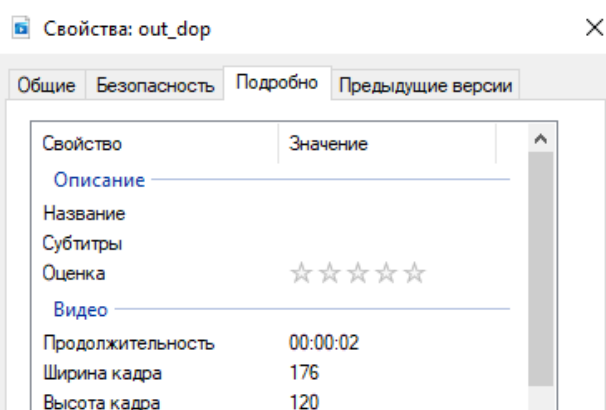 Свойства: out_dop
Общие Безопасность Подробно Предыдущие версии
Свойство Значение
Описание
Название
Субтитры
Оценка
Видео
Продолжительность 00:00:02
Ширина кадра 176
Высота кадра 120